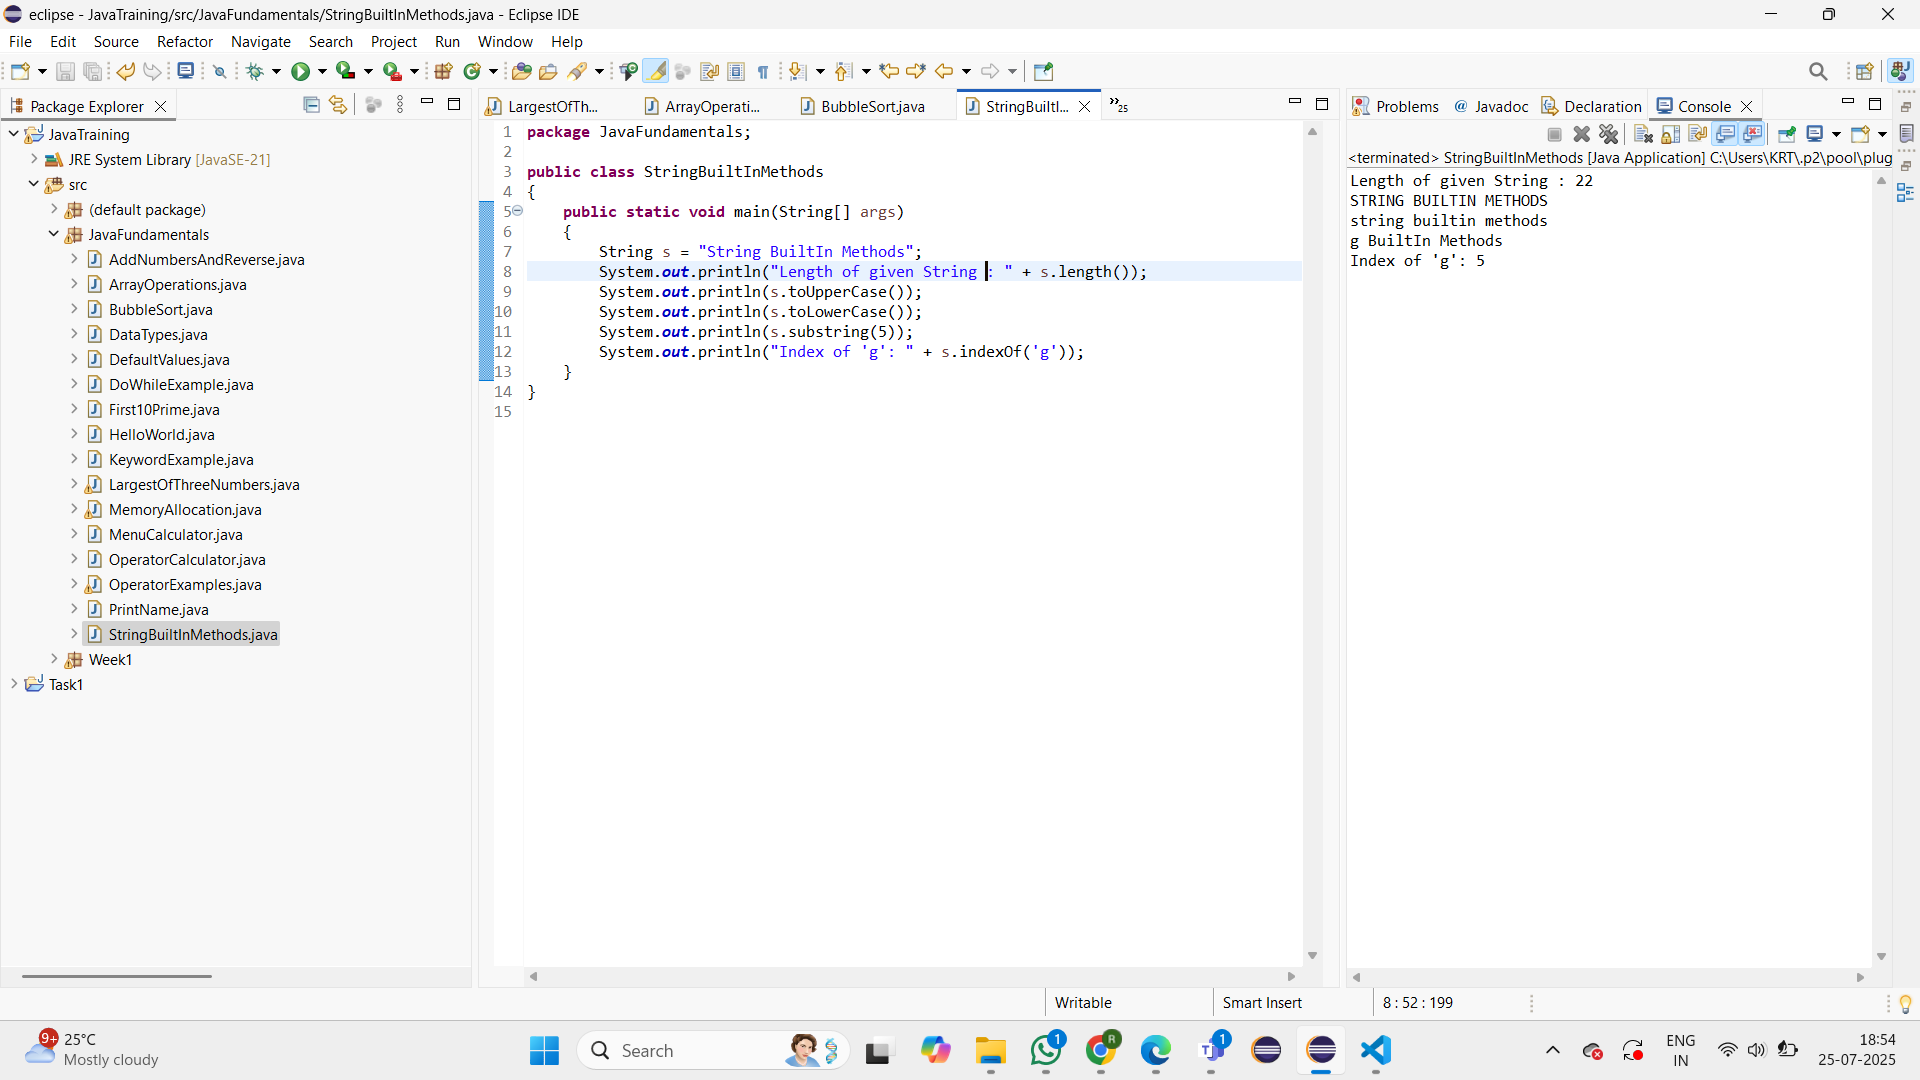 eclipse - JavaTraining/src/JavaFundamentals/StringBuiltInMethods.java - Eclipse IDE
File Edit Source Refactor Navigate Search Project Run Window Help
Package Explorer
JavaTraining
JRE System Library [JavaSE-21]
src
(default package)
JavaFundamentals
AddNumbersAndReverse.java
ArrayOperations.java
BubbleSort.java
DataTypes.java
DefaultValues.java
DoWhileExample.java
First10Prime.java
HelloWorld.java
KeywordExample.java
LargestOfThreeNumbers.java
MemoryAllocation.java
MenuCalculator.java
OperatorCalculator.java
OperatorExamples.java
PrintName.java
StringBuiltInMethods.java
Week1
Task1
LargestOfTh... ArrayOperati... BubbleSort.java StringBuiltI... »25
1 package JavaFundamentals;
2
3 public class StringBuiltInMethods
4 {
5 public static void main(String[] args)
6 {
7 String s = "String BuiltIn Methods";
8 System.out.println("Length of given String : " + s.length());
9 System.out.println(s.toUpperCase());
10 System.out.println(s.toLowerCase());
11 System.out.println(s.substring(5));
12 System.out.println("Index of 'g': " + s.indexOf('g'));
13 }
14 }
15
Problems @ Javadoc Declaration Console
<terminated> StringBuiltInMethods [Java Application] C:\Users\KRT\.p2\pool\plug
Length of given String : 22
STRING BUILTIN METHODS
string builtin methods
g BuiltIn Methods
Index of 'g': 5
Writable Smart Insert 8 : 52 : 199
9+ 25°C
Mostly cloudy
Search
1
R
1
ENG
IN
18:54
25-07-2025